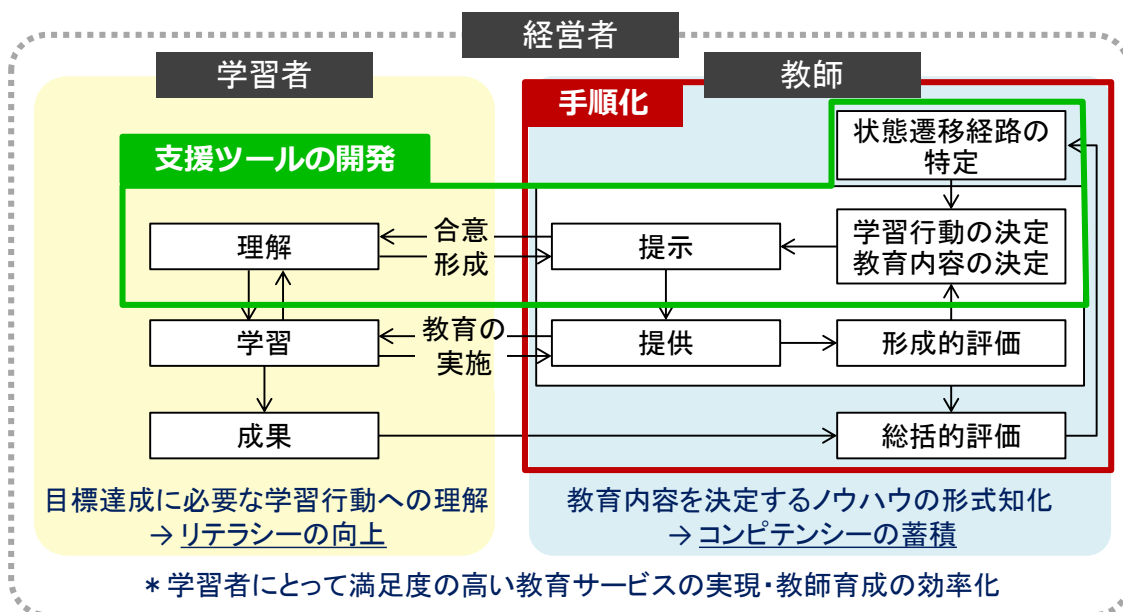 経営者
学習者
教師
手順化
支援ツールの開発
状態遷移経路の
特定
理解
合意
形成
提示
学習行動の決定
教育内容の決定
学習
教育の
実施
提供
形成的評価
成果
総括的評価
目標達成に必要な学習行動への理解
→ リテラシーの向上
教育内容を決定するノウハウの形式知化
→ コンピテンシーの蓄積
＊学習者にとって満足度の高い教育サービスの実現・教師育成の効率化